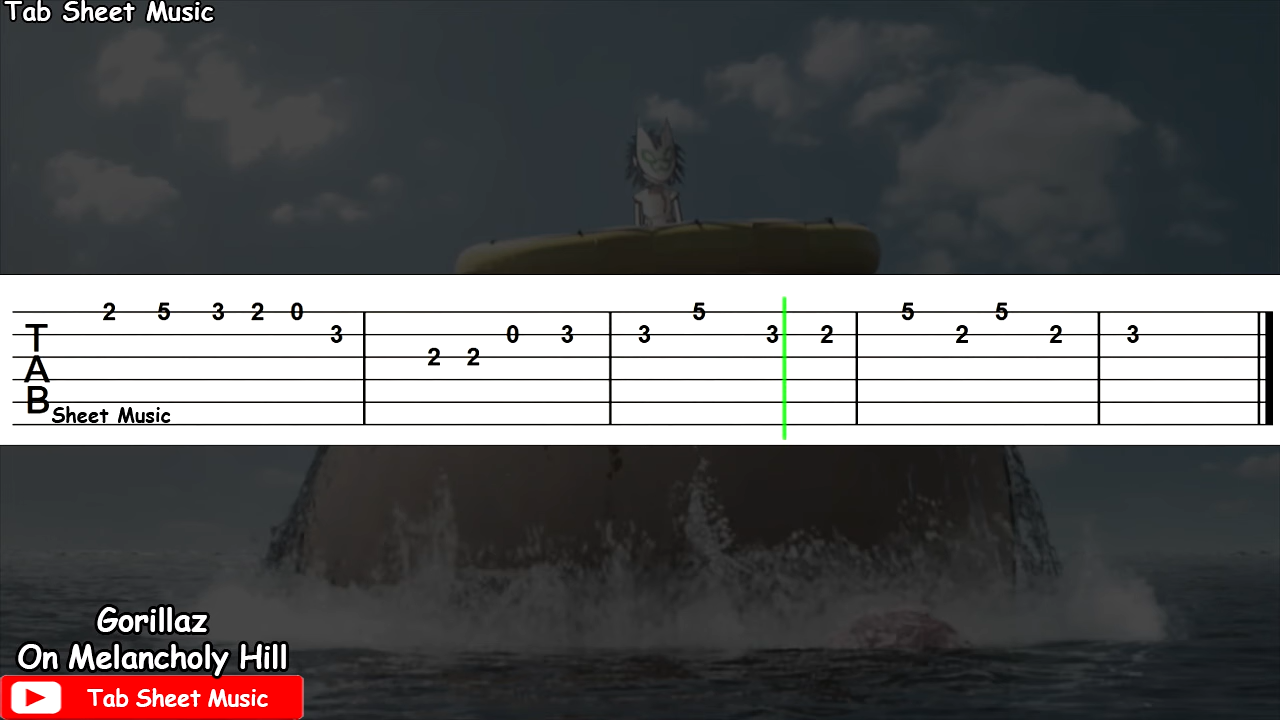 Tab Sheet Music
2 5 3 2 0
T 3 0 3 3 5 3 2 5 2 5 2 3
A 2 2
B
Sheet Music
Gorillaz
On Melancholy Hill
Tab Sheet Music